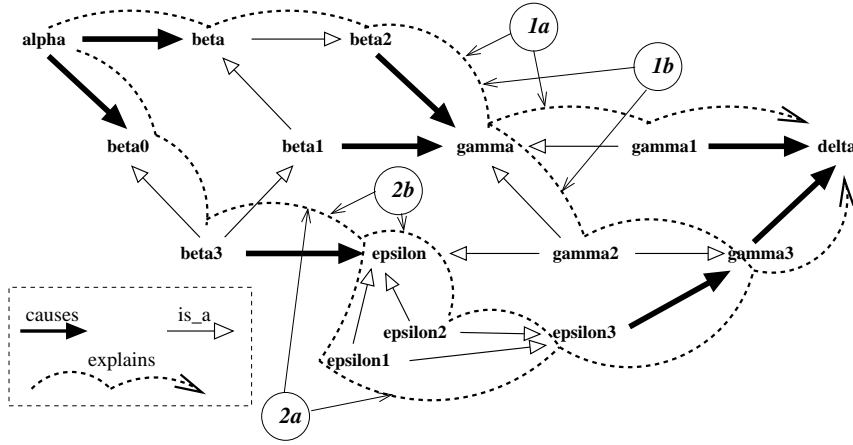 1a
alpha beta beta2
1b
beta0 beta1 gamma gamma1 delta
2b
beta3 epsilon gamma2 gamma3
causes is_a
epsilon2 epsilon3
explains
epsilon1
2a